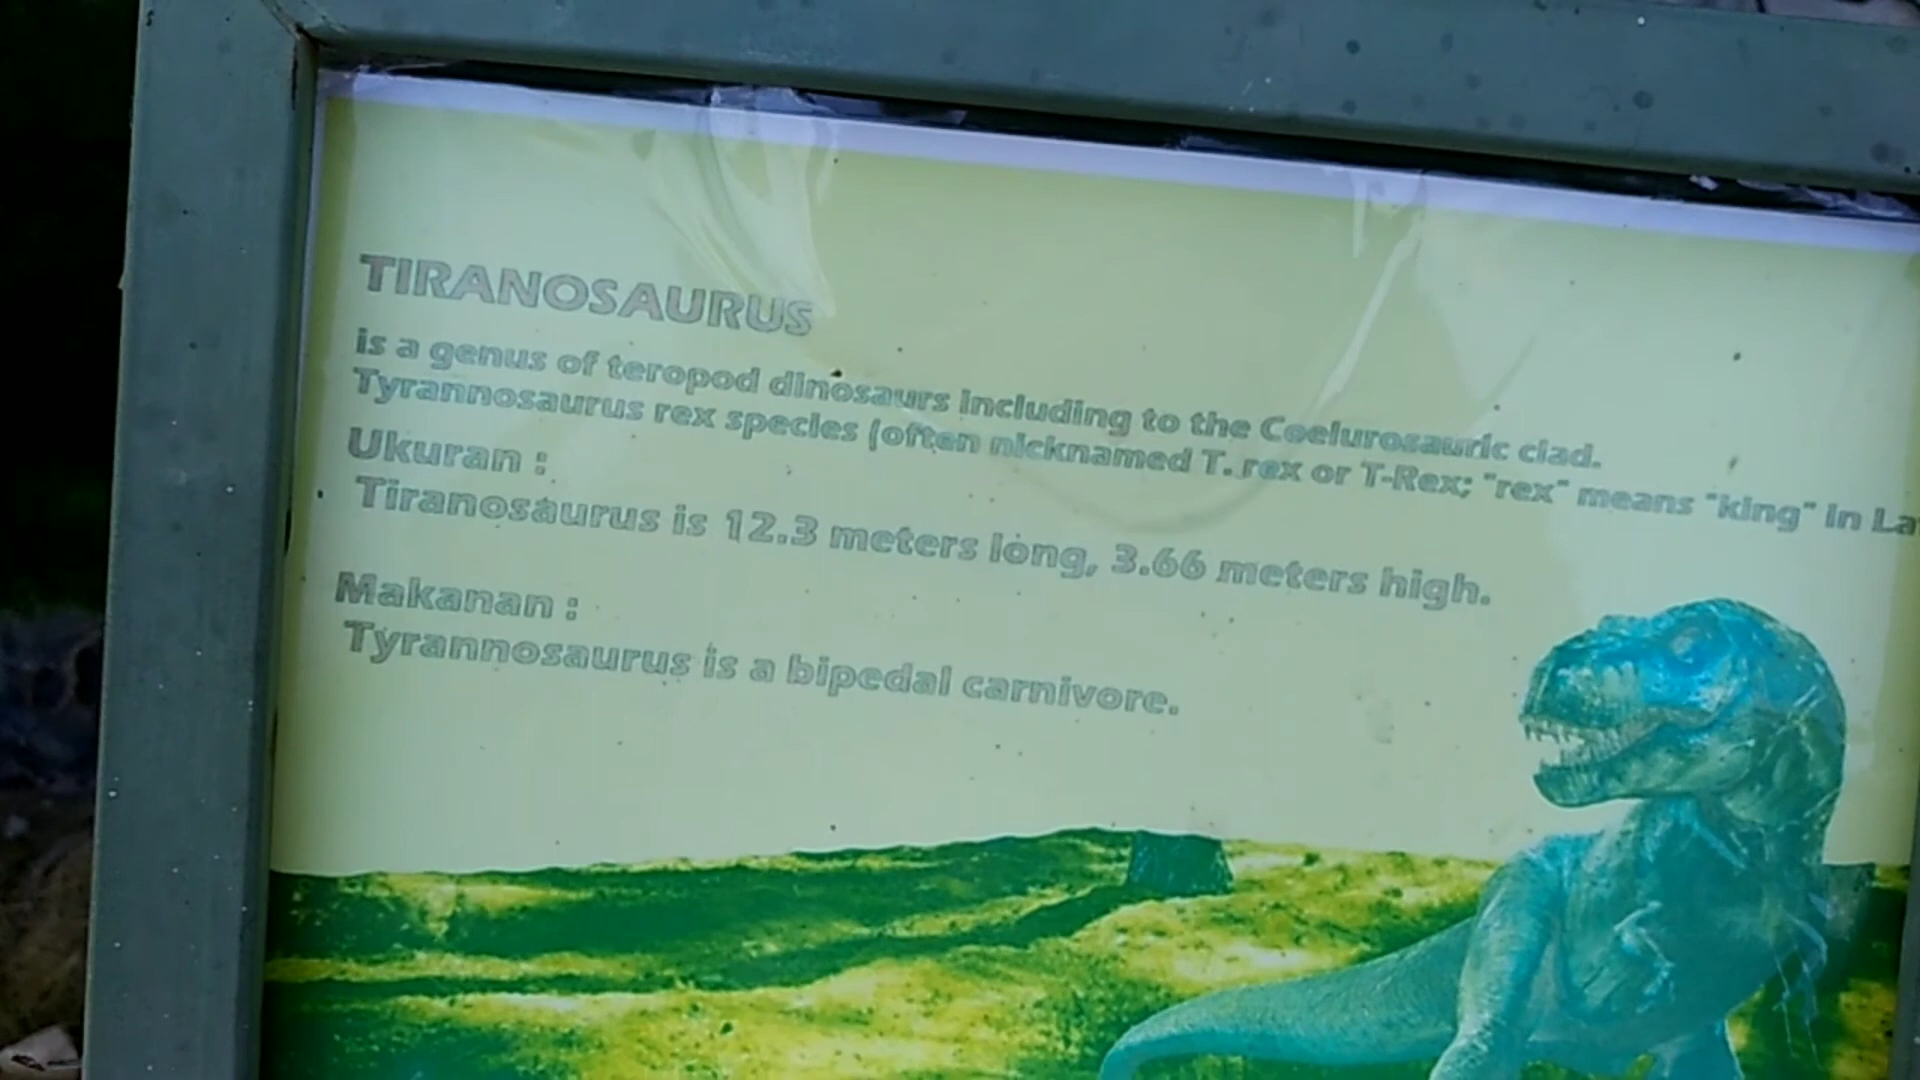 TIRANOSAURUS
is a genus of teropod dinosaurs including to the Coelurosauric clad.
Tyrannosaurus rex species (often nicknamed T. rex or T-Rex; "rex" means "king" in
Ukuran :
Tiranosaurus is 12.3 meters long, 3.66 meters high.
Makanan :
Tyrannosaurus is a bipedal carnivore.